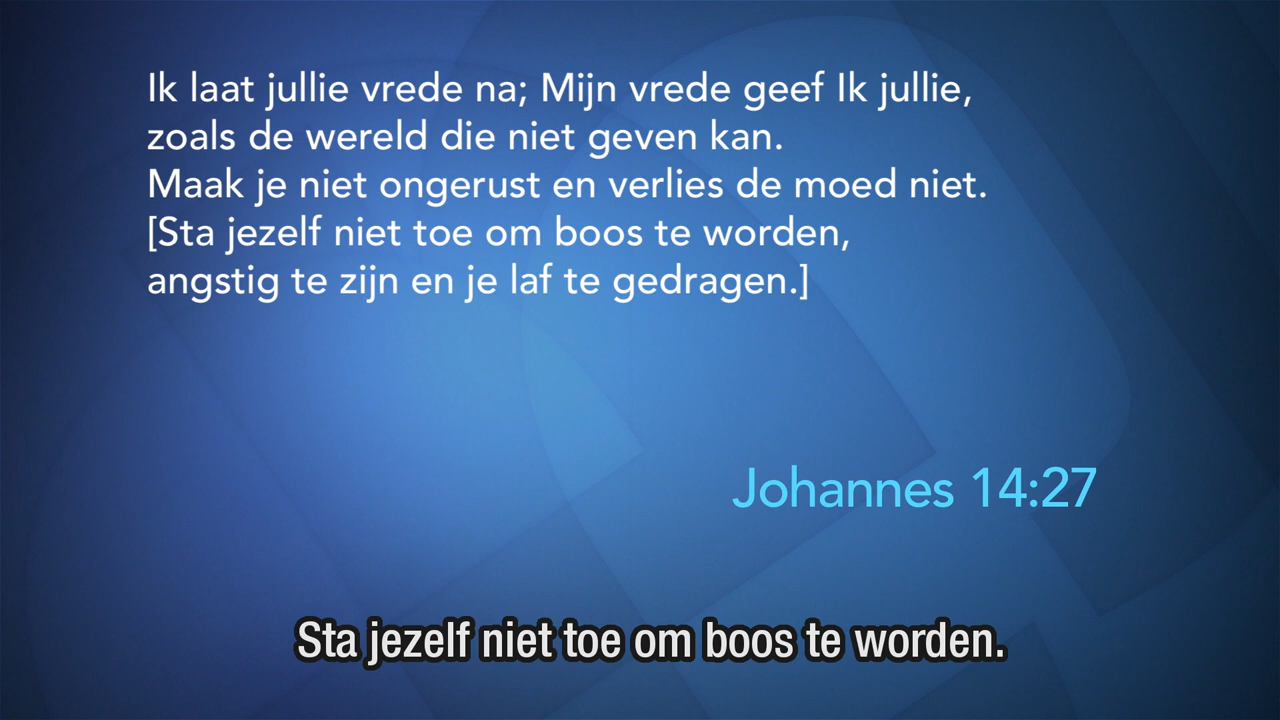 Ik laat jullie vrede na; Mijn vrede geef Ik jullie,
zoals de wereld die niet geven kan.
Maak je niet ongerust en verlies de moed niet.
[Sta jezelf niet toe om boos te worden,
angstig te zijn en je laf te gedragen.]
Johannes 14:27
Sta jezelf niet toe om boos te worden.